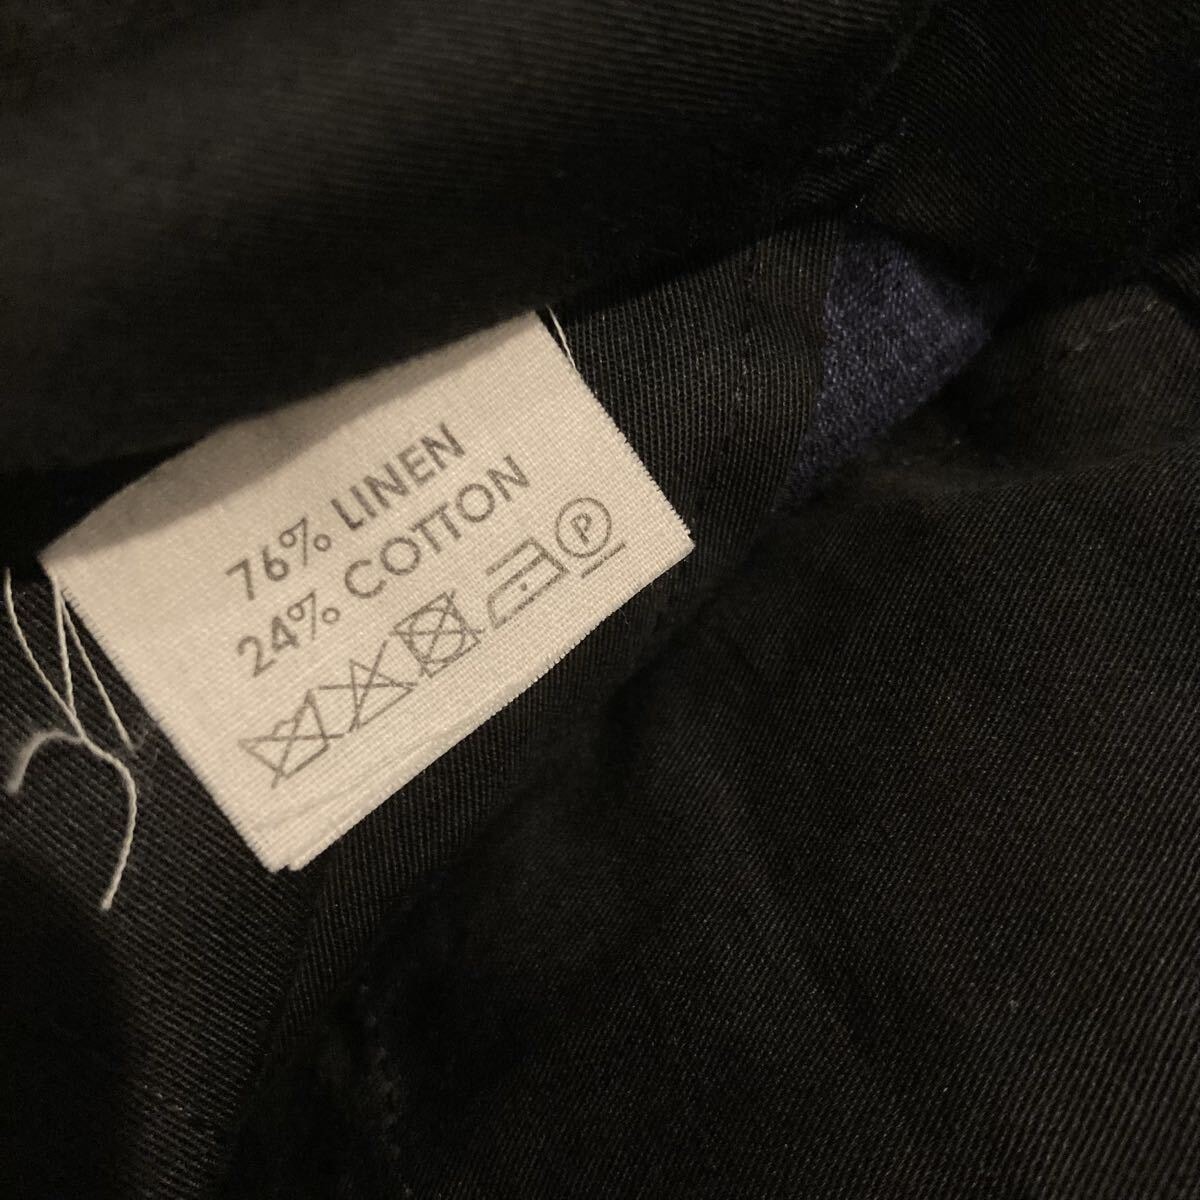 76% LINEN
24% COTTON
P